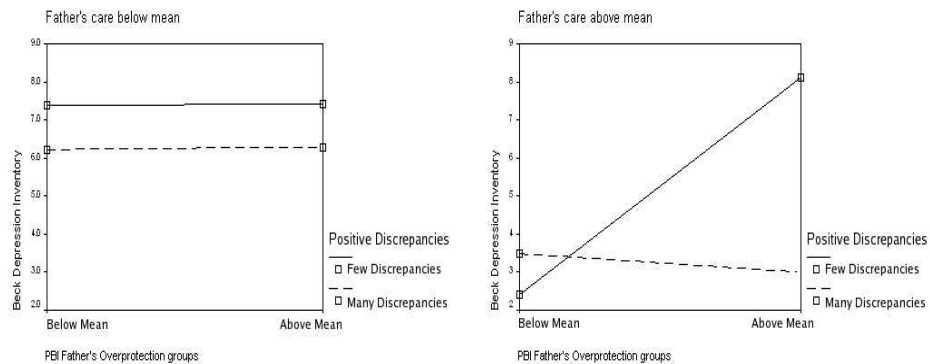 Father's care below mean
9.0
8.0
7.0
6.0
5.0
4.0
3.0
2.0
Beck Depression Inventory
Below Mean
Above Mean
PBI Father's Overprotection groups
Positive Discrepancies
Few Discrepancies
Many Discrepancies
Father's care above mean
9
8
7
6
5
4
3
2
Beck Depression Inventory
Below Mean
Above Mean
PBI Father's Overprotection groups
Positive Discrepancies
Few Discrepancies
Many Discrepancies